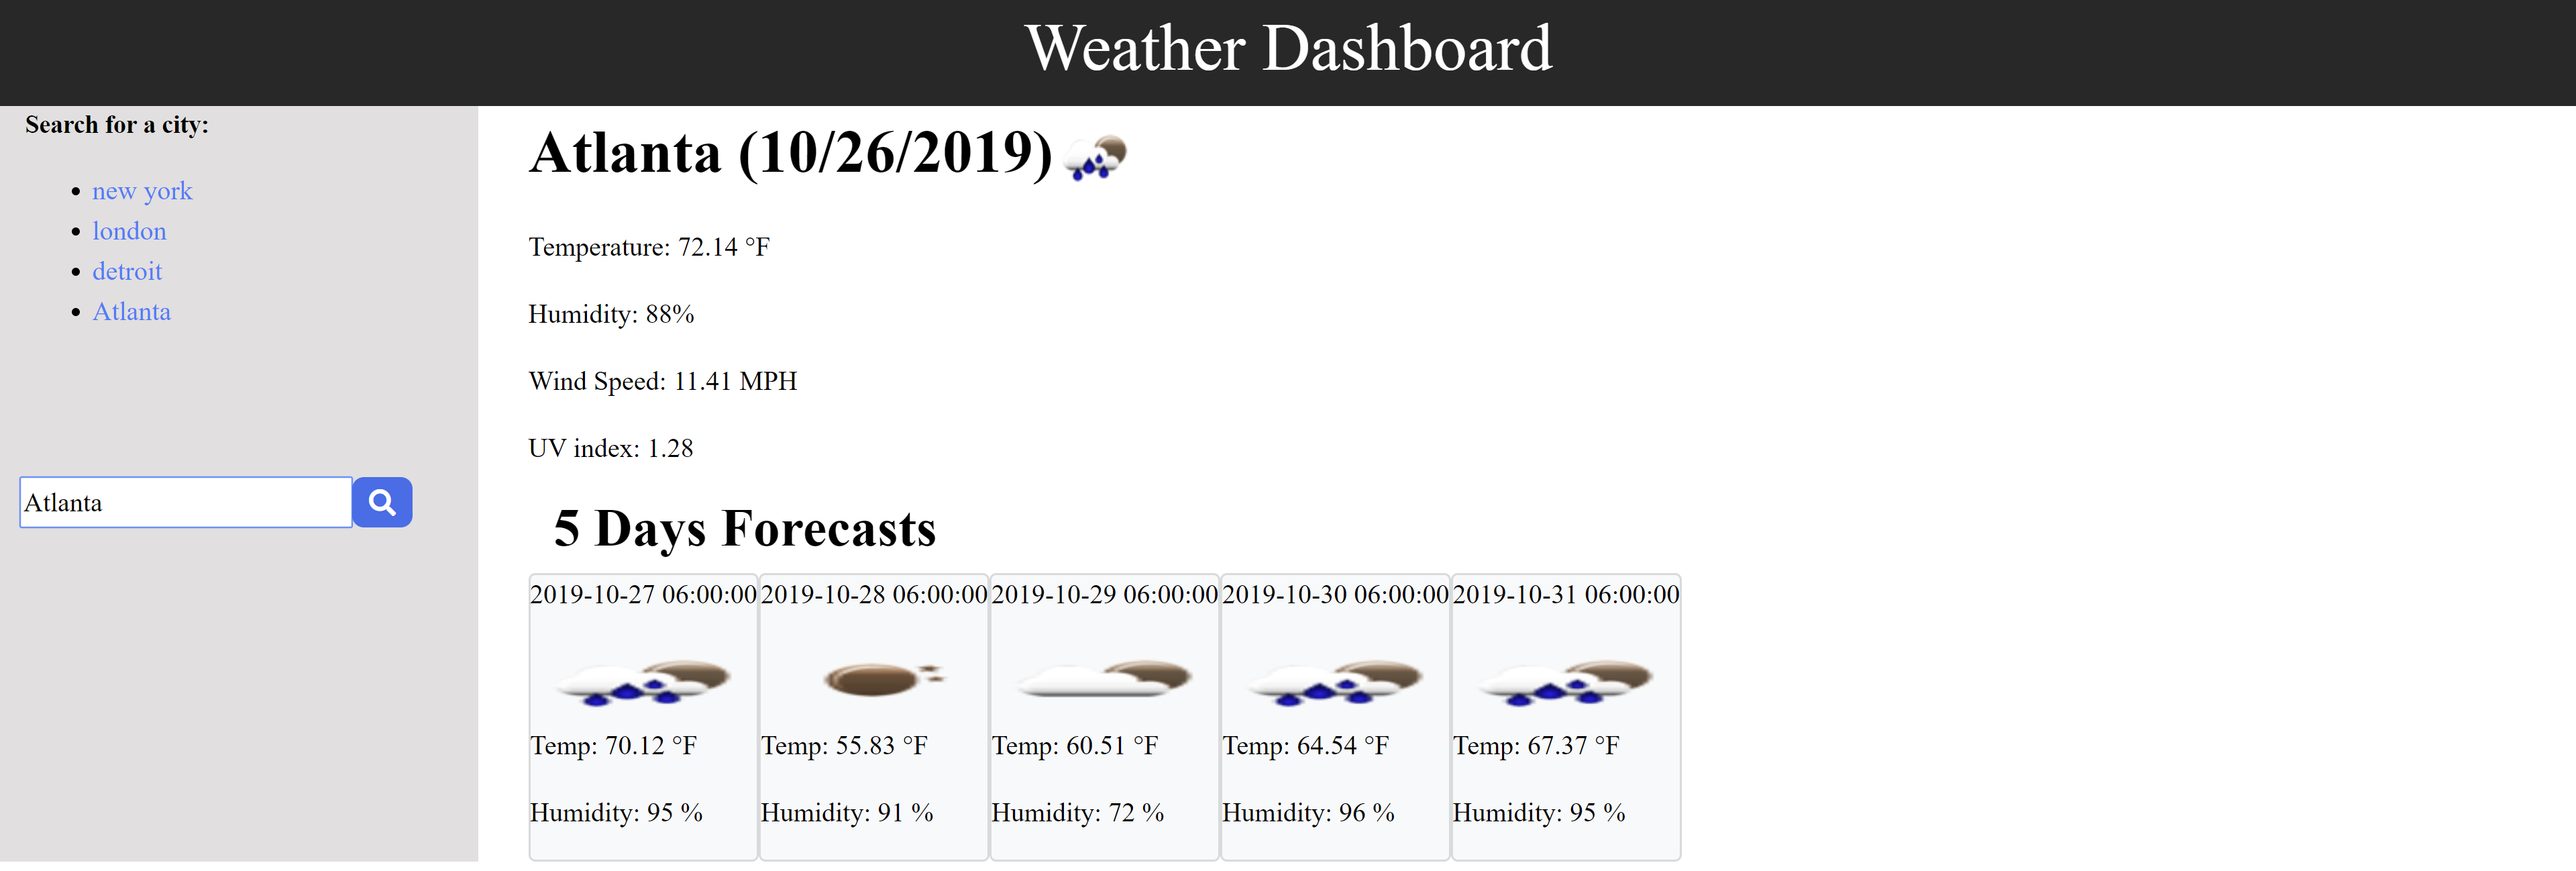 Weather Dashboard
Search for a city:
new york
london
detroit
Atlanta
Atlanta
Atlanta (10/26/2019)
Temperature: 72.14 °F
Humidity: 88%
Wind Speed: 11.41 MPH
UV index: 1.28
5 Days Forecasts
2019-10-27 06:00:00
Temp: 70.12 °F
Humidity: 95 %
2019-10-28 06:00:00
Temp: 55.83 °F
Humidity: 91 %
2019-10-29 06:00:00
Temp: 60.51 °F
Humidity: 72 %
2019-10-30 06:00:00
Temp: 64.54 °F
Humidity: 96 %
2019-10-31 06:00:00
Temp: 67.37 °F
Humidity: 95 %